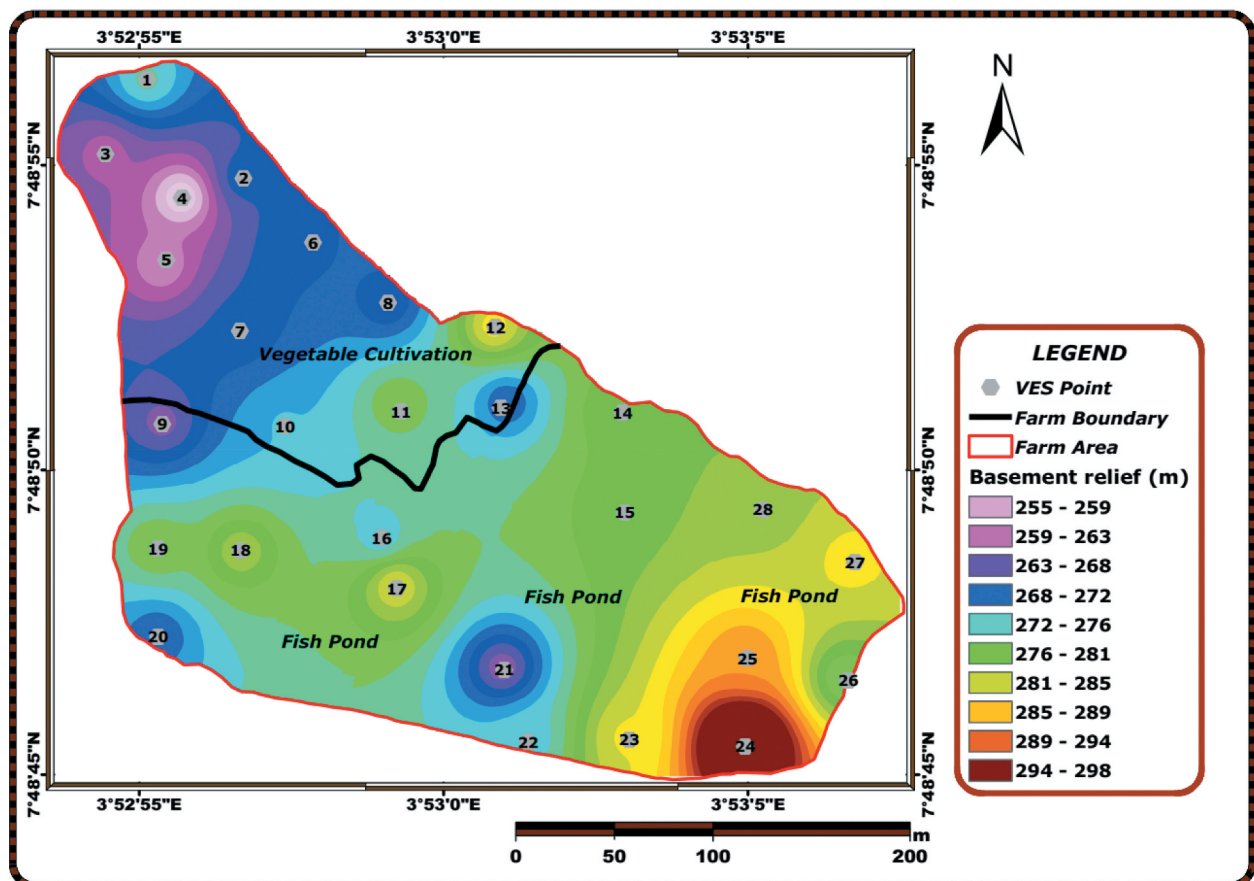 3°52'55"E 3°53'0"E 3°53'5"E
N
7°48'55"N 7°48'55"N
1
3
2
4
5
6
8
7
12
Vegetable Cultivation
9
10
11
13
14
7°48'50"N 7°48'50"N
19
18
16
15
28
17
27
Fish Pond Fish Pond
Fish Pond
20
21
25
26
22
23
24
7°48'45"N 7°48'45"N
3°52'55"E 3°53'0"E 3°53'5"E
m
0 50 100 200
LEGEND
VES Point
Farm Boundary
Farm Area
Basement relief (m)
255 - 259
259 - 263
263 - 268
268 - 272
272 - 276
276 - 281
281 - 285
285 - 289
289 - 294
294 - 298